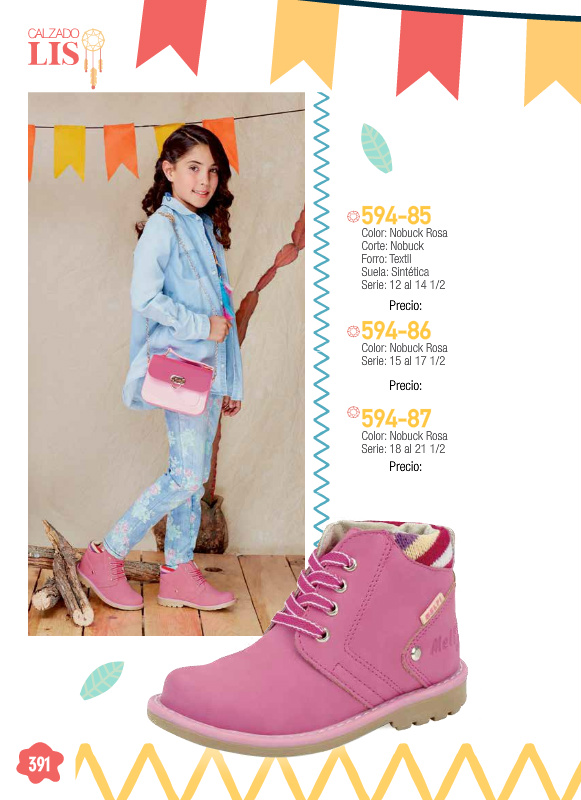 CALZADO
LIS
594-85
Color: Nobuck Rosa
Corte: Nobuck
Forro: Textil
Suela: Sintética
Serie: 12 al 14 1/2
Precio:
594-86
Color: Nobuck Rosa
Serie: 15 al 17 1/2
Precio:
594-87
Color: Nobuck Rosa
Serie: 18 al 21 1/2
Precio:
391